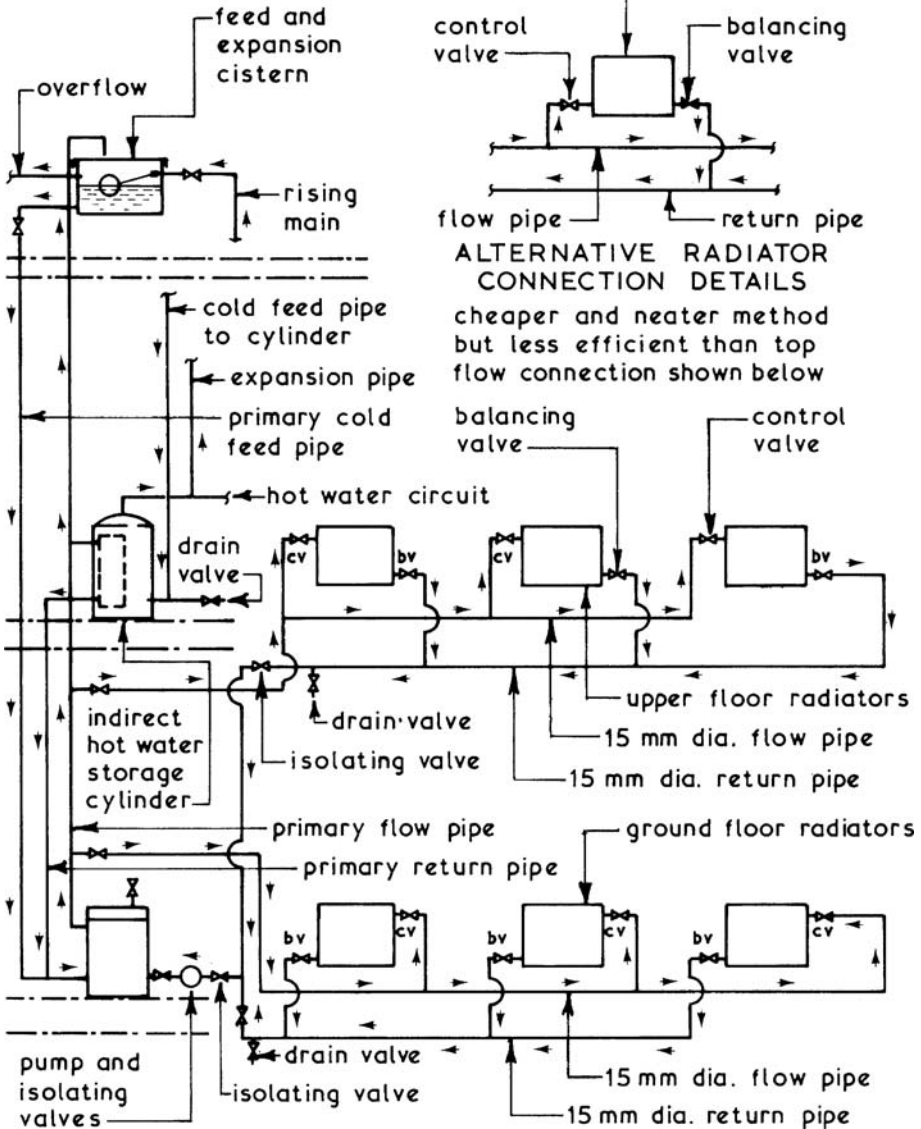 feed and
expansion
cistern
overflow
rising
main
control
valve
balancing
valve
flow pipe
return pipe
ALTERNATIVE RADIATOR
CONNECTION DETAILS
cheaper and neater method
but less efficient than top
flow connection shown below
cold feed pipe
to cylinder
expansion pipe
primary cold
feed pipe
hot water circuit
drain
valve
balancing
valve
control
valve
cv
bv
cv
bv
upper floor radiators
drain valve
15 mm dia. flow pipe
isolating valve
15 mm dia. return pipe
indirect
hot water
storage
cylinder
primary flow pipe
ground floor radiators
primary return pipe
bv
cv
bv
cv
bv
cv
pump and
isolating
valves
drain valve
isolating valve
15 mm dia. flow pipe
15 mm dia. return pipe